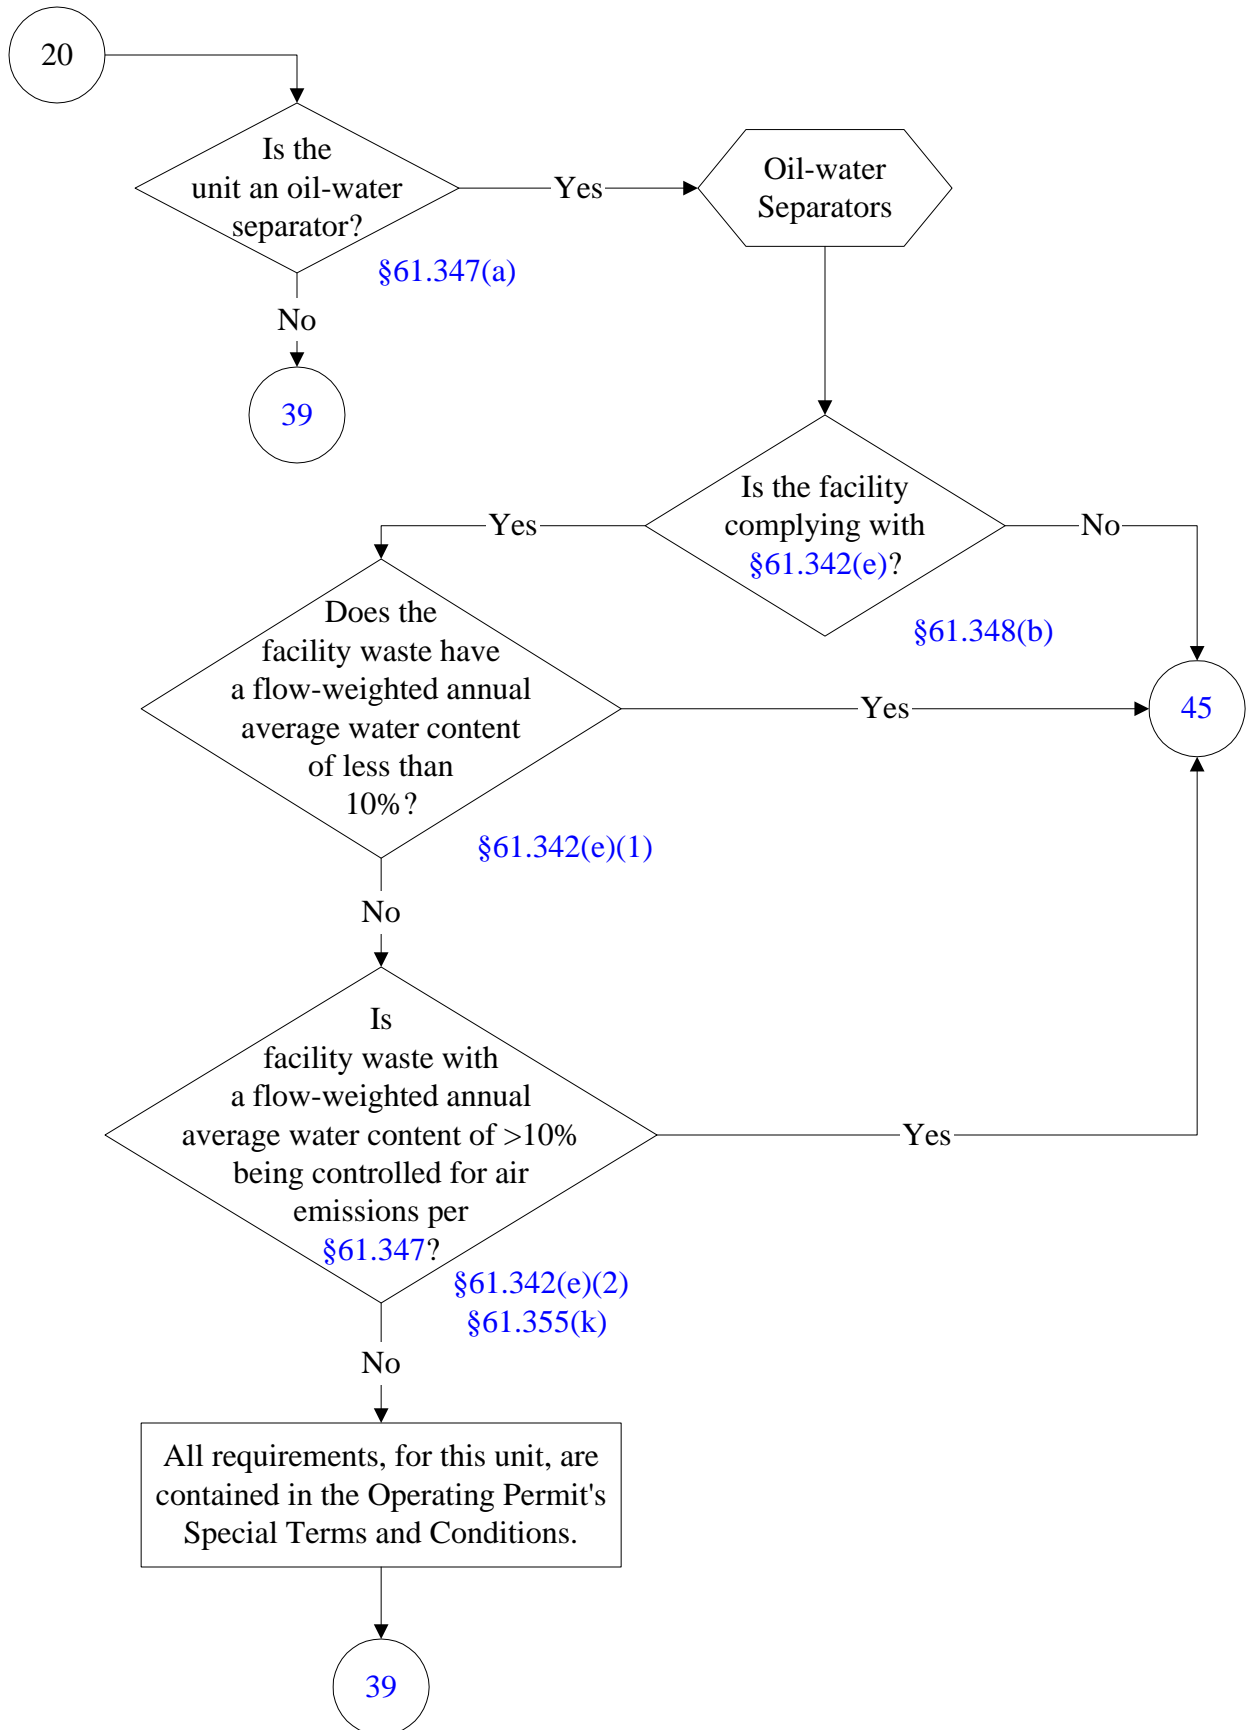 20
Is the
unit an oil-water
separator?
Yes
Oil-water
Separators
§61.347(a)
No
39
Is the facility
complying with
§61.342(e)?
Yes
No
§61.348(b)
Does the
facility waste have
a flow-weighted annual
average water content
of less than
10%?
Yes
45
§61.342(e)(1)
No
Is
facility waste with
a flow-weighted annual
average water content of >10%
being controlled for air
emissions per
§61.347?
Yes
§61.342(e)(2)
§61.355(k)
No
All requirements, for this unit, are
contained in the Operating Permit's
Special Terms and Conditions.
39